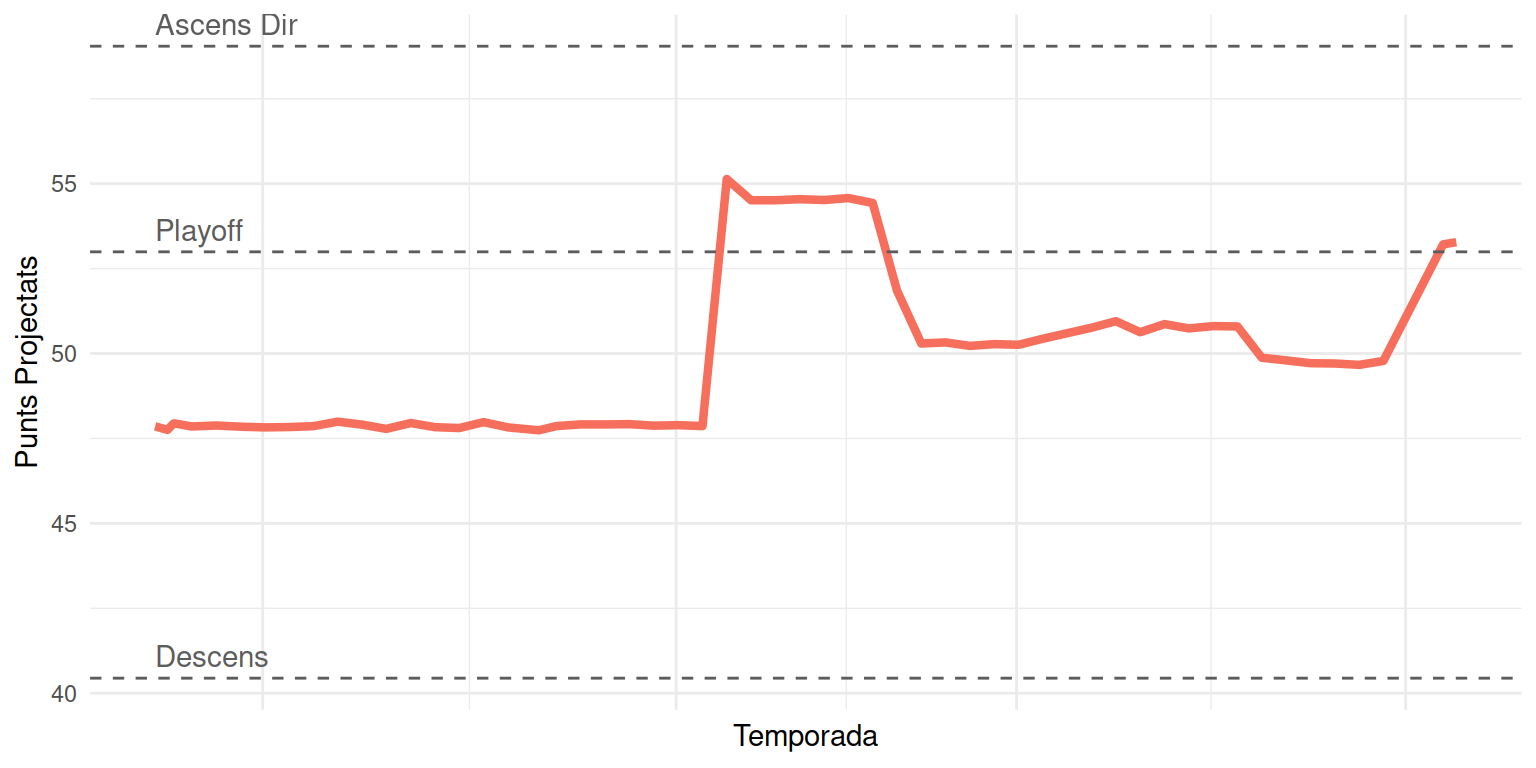 Ascens Dir
55
Playoff
50
45
Descens
40
Punts Projectats
Temporada